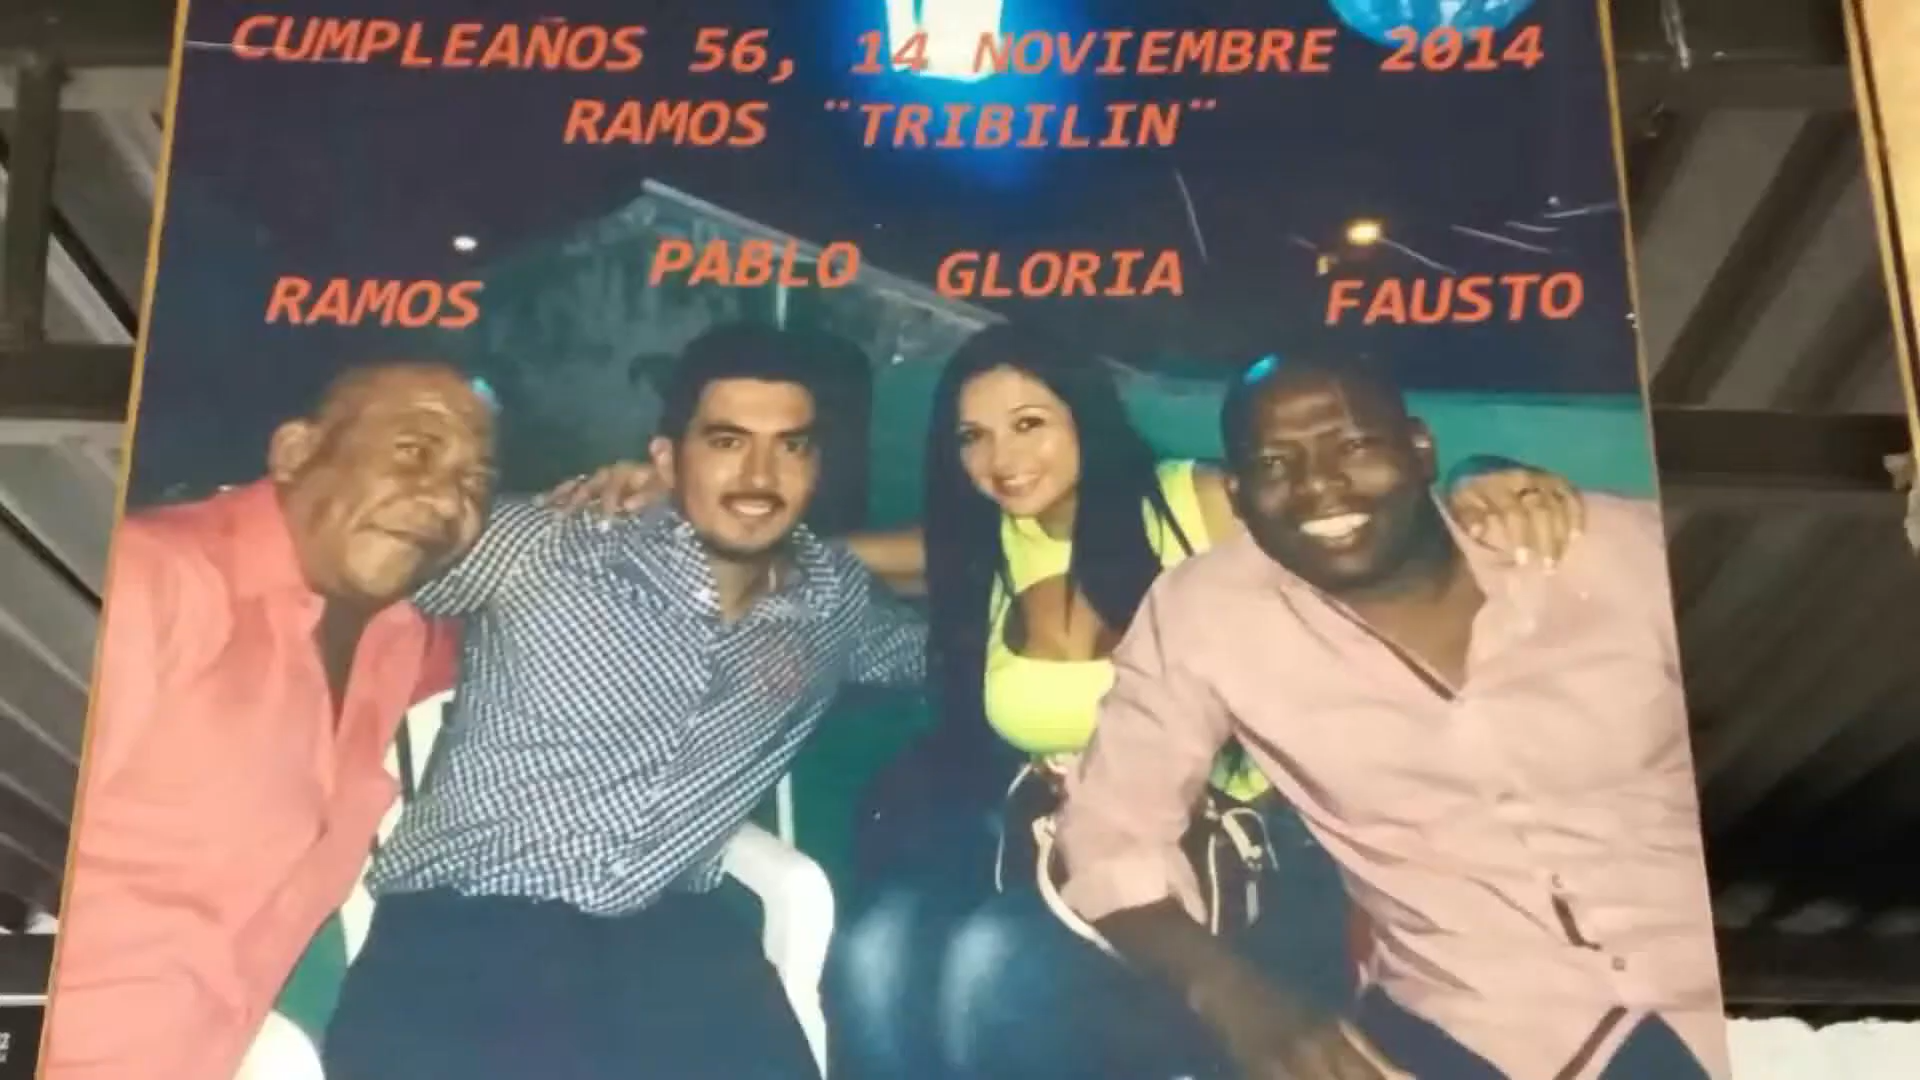 CUMPLEAÑOS 56, 14 NOVIEMBRE 2014
RAMOS ¨TRIBILIN¨
RAMOS PABLO GLORIA FAUSTO